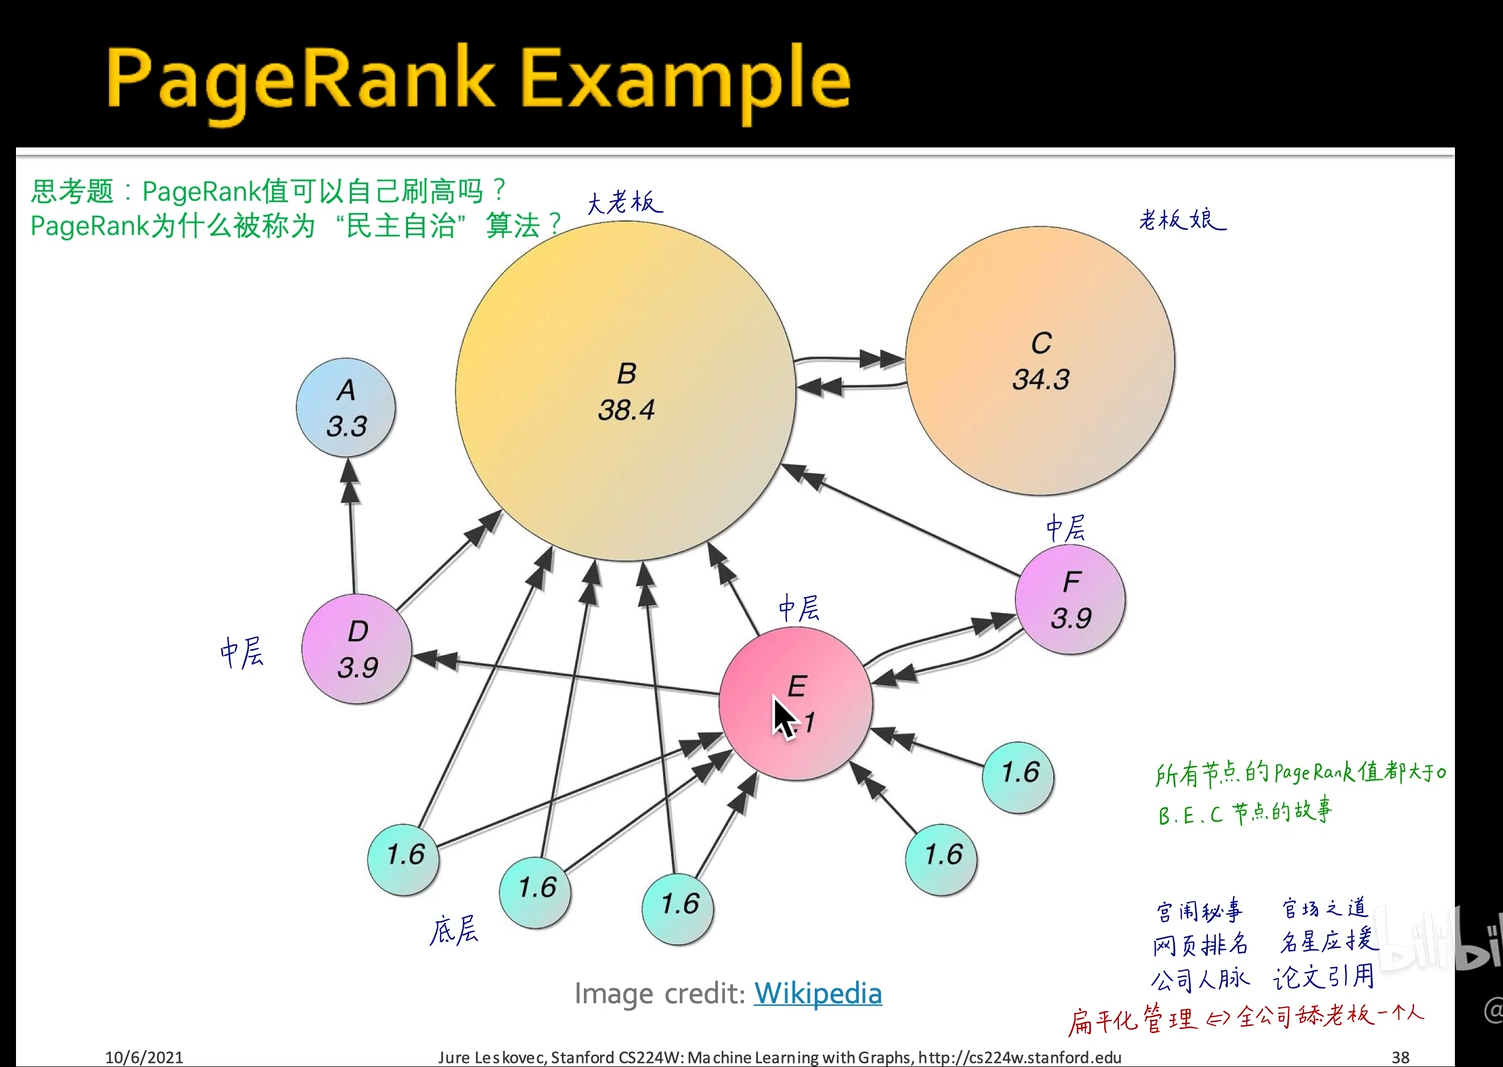 PageRank Example
思考题：PageRank值可以自己刷高吗？
PageRank为什么被称为“民主自治”算法？
大老板
老板娘
A
3.3
B
38.4
C
34.3
中层
D
3.9
中层
E
.1
中层
F
3.9
1.6
1.6
1.6
1.6
1.6
底层
所有节点的PageRank值都大于0
B.E.C 节点的故事
宫闱秘事 官场之道
网页排名 名星应援
公司人脉 论文引用
扁平化管理 <=> 全公司舔老板一个人
Image credit: Wikipedia
10/6/2021
Jure Leskovec, Stanford CS224W: Machine Learning with Graphs, http://cs224w.stanford.edu
38